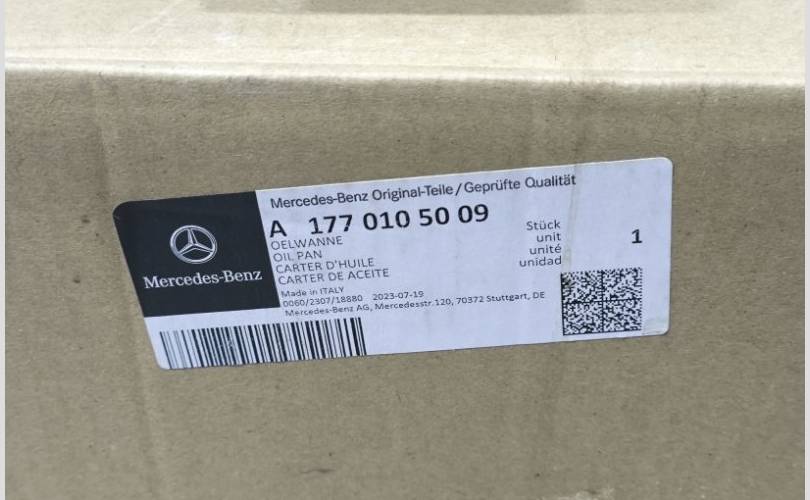 Mercedes-Benz
Mercedes-Benz Original-Teile/Geprüfte Qualität
A 177 010 50 09
OELWANNE
OIL PAN
CARTER D'HUILE
CARTER DE ACEITE
Stück
unit
unité
unidad
1
Made in ITALY
0060/2307/18880 2023-07-19
Mercedes-Benz AG, Mercedesstr.120, 70372 Stuttgart, DE